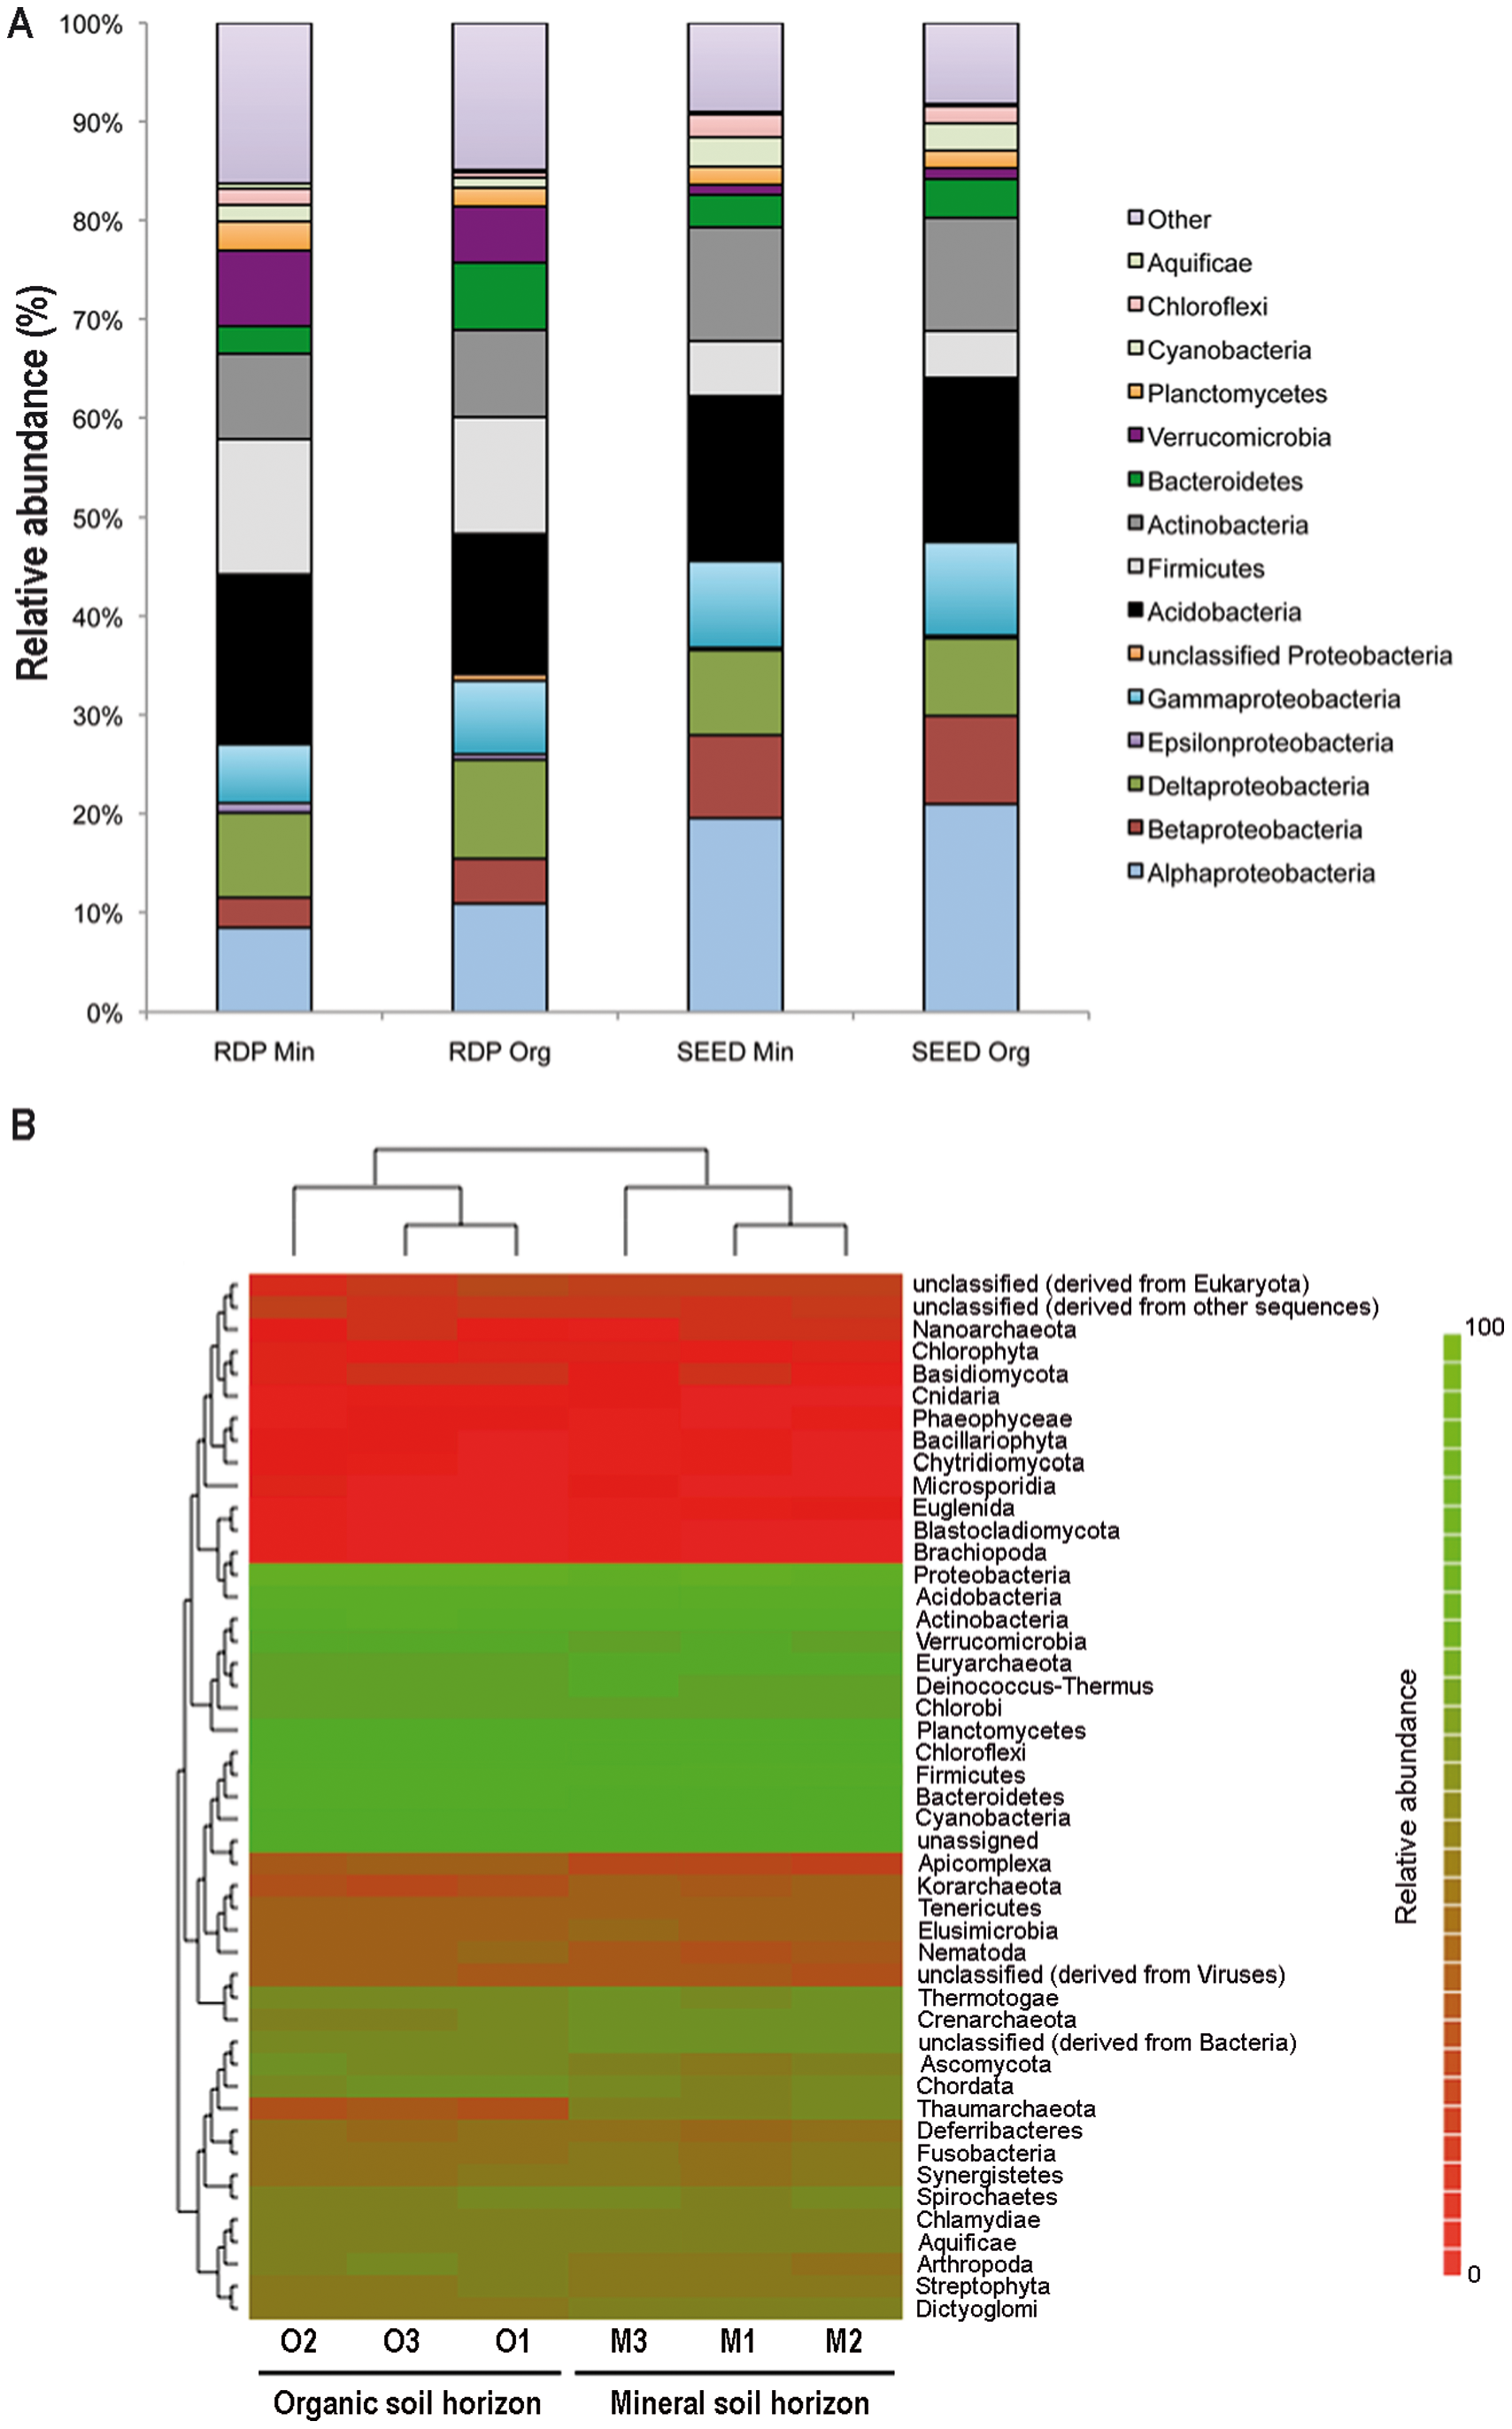 A
100%
90%
80%
70%
60%
50%
40%
30%
20%
10%
0%
Relative abundance (%)
RDP Min
RDP Org
SEED Min
SEED Org
Other
Aquificae
Chloroflexi
Cyanobacteria
Planctomycetes
Verrucomicrobia
Bacteroidetes
Actinobacteria
Firmicutes
Acidobacteria
unclassified Proteobacteria
Gammaproteobacteria
Epsilonproteobacteria
Deltaproteobacteria
Betaproteobacteria
Alphaproteobacteria
B
unclassified (derived from Eukaryota)
unclassified (derived from other sequences)
Nanoarchaeota
Chlorophyta
Basidiomycota
Cnidaria
Phaeophyceae
Bacillariophyta
Chytridiomycota
Microsporidia
Euglenida
Blastocladiomycota
Brachiopoda
Proteobacteria
Acidobacteria
Actinobacteria
Verrucomicrobia
Euryarchaeota
Deinococcus-Thermus
Chlorobi
Planctomycetes
Chloroflexi
Firmicutes
Bacteroidetes
Cyanobacteria
unassigned
Apicomplexa
Korarchaeota
Tenericutes
Elusimicrobia
Nematoda
unclassified (derived from Viruses)
Thermotogae
Crenarchaeota
unclassified (derived from Bacteria)
Ascomycota
Chordata
Thaumarchaeota
Deferribacteres
Fusobacteria
Synergistetes
Spirochaetes
Chlamydiae
Aquificae
Arthropoda
Streptophyta
Dictyoglomi
100
Relative abundance
0
O2
O3
O1
M3
M1
M2
Organic soil horizon
Mineral soil horizon